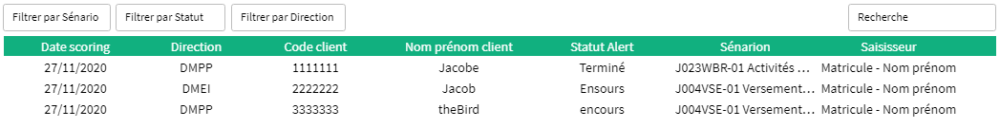 Filtrer par Sénario Filtrer par Statut Filtrer par Direction Recherche
Date scoring Direction Code client Nom prénom client Statut Alert Sénarion Saisisseur
27/11/2020 DMPP 1111111 Jacobe Terminé J023WBR-01 Activités ... Matricule - Nom prénom
27/11/2020 DMEI 2222222 Jacob Ensours J004VSE-01 Versement... Matricule - Nom prénom
27/11/2020 DMPP 3333333 theBird encours J004VSE-01 Versement... Matricule - Nom prénom